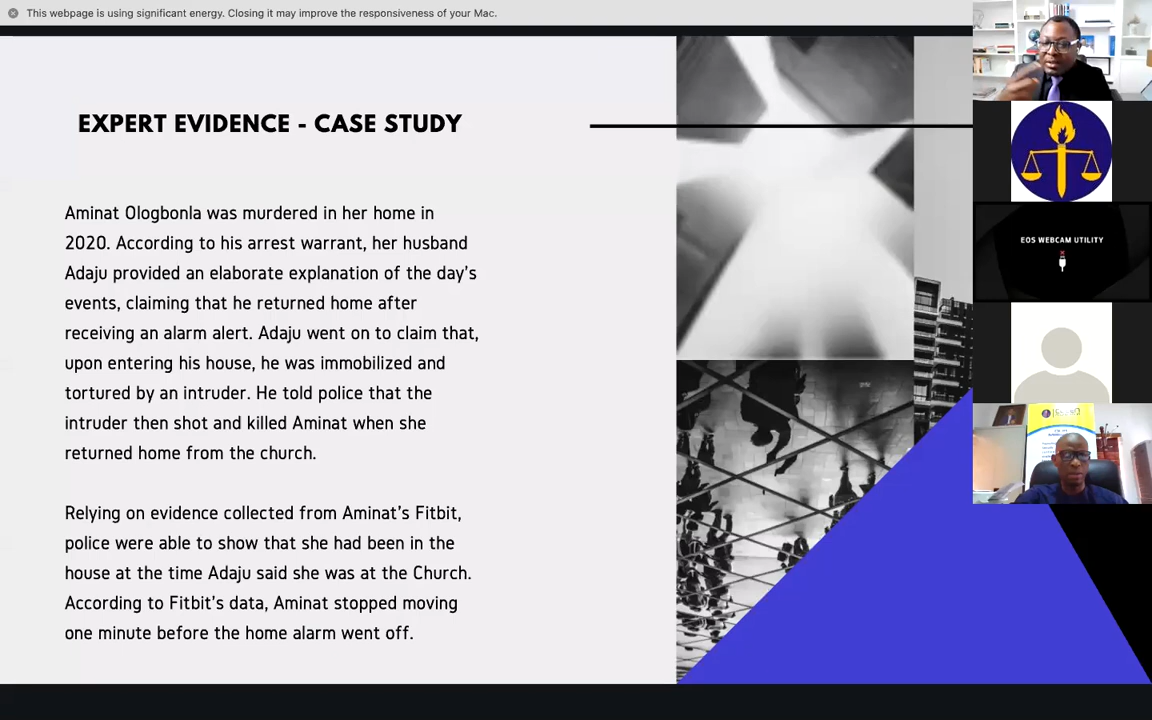 This webpage is using significant energy. Closing it may improve the responsiveness of your Mac.
EXPERT EVIDENCE - CASE STUDY
Aminat Ologbonla was murdered in her home in
2020. According to his arrest warrant, her husband
Adaju provided an elaborate explanation of the day's
events, claiming that he returned home after
receiving an alarm alert. Adaju went on to claim that,
upon entering his house, he was immobilized and
tortured by an intruder. He told police that the
intruder then shot and killed Aminat when she
returned home from the church.
Relying on evidence collected from Aminat's Fitbit,
police were able to show that she had been in the
house at the time Adaju said she was at the Church.
According to Fitbit's data, Aminat stopped moving
one minute before the home alarm went off.
EOS WEBCAM UTILITY